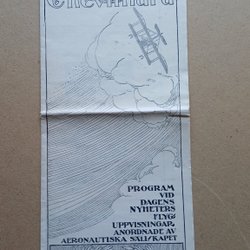 PROGRAM
VID
DAGENS
NYHETERS
FLYG
UPPVISNINGAR.
ANORDNADE AV
AERONAUTISKA SÄLLSKAPET